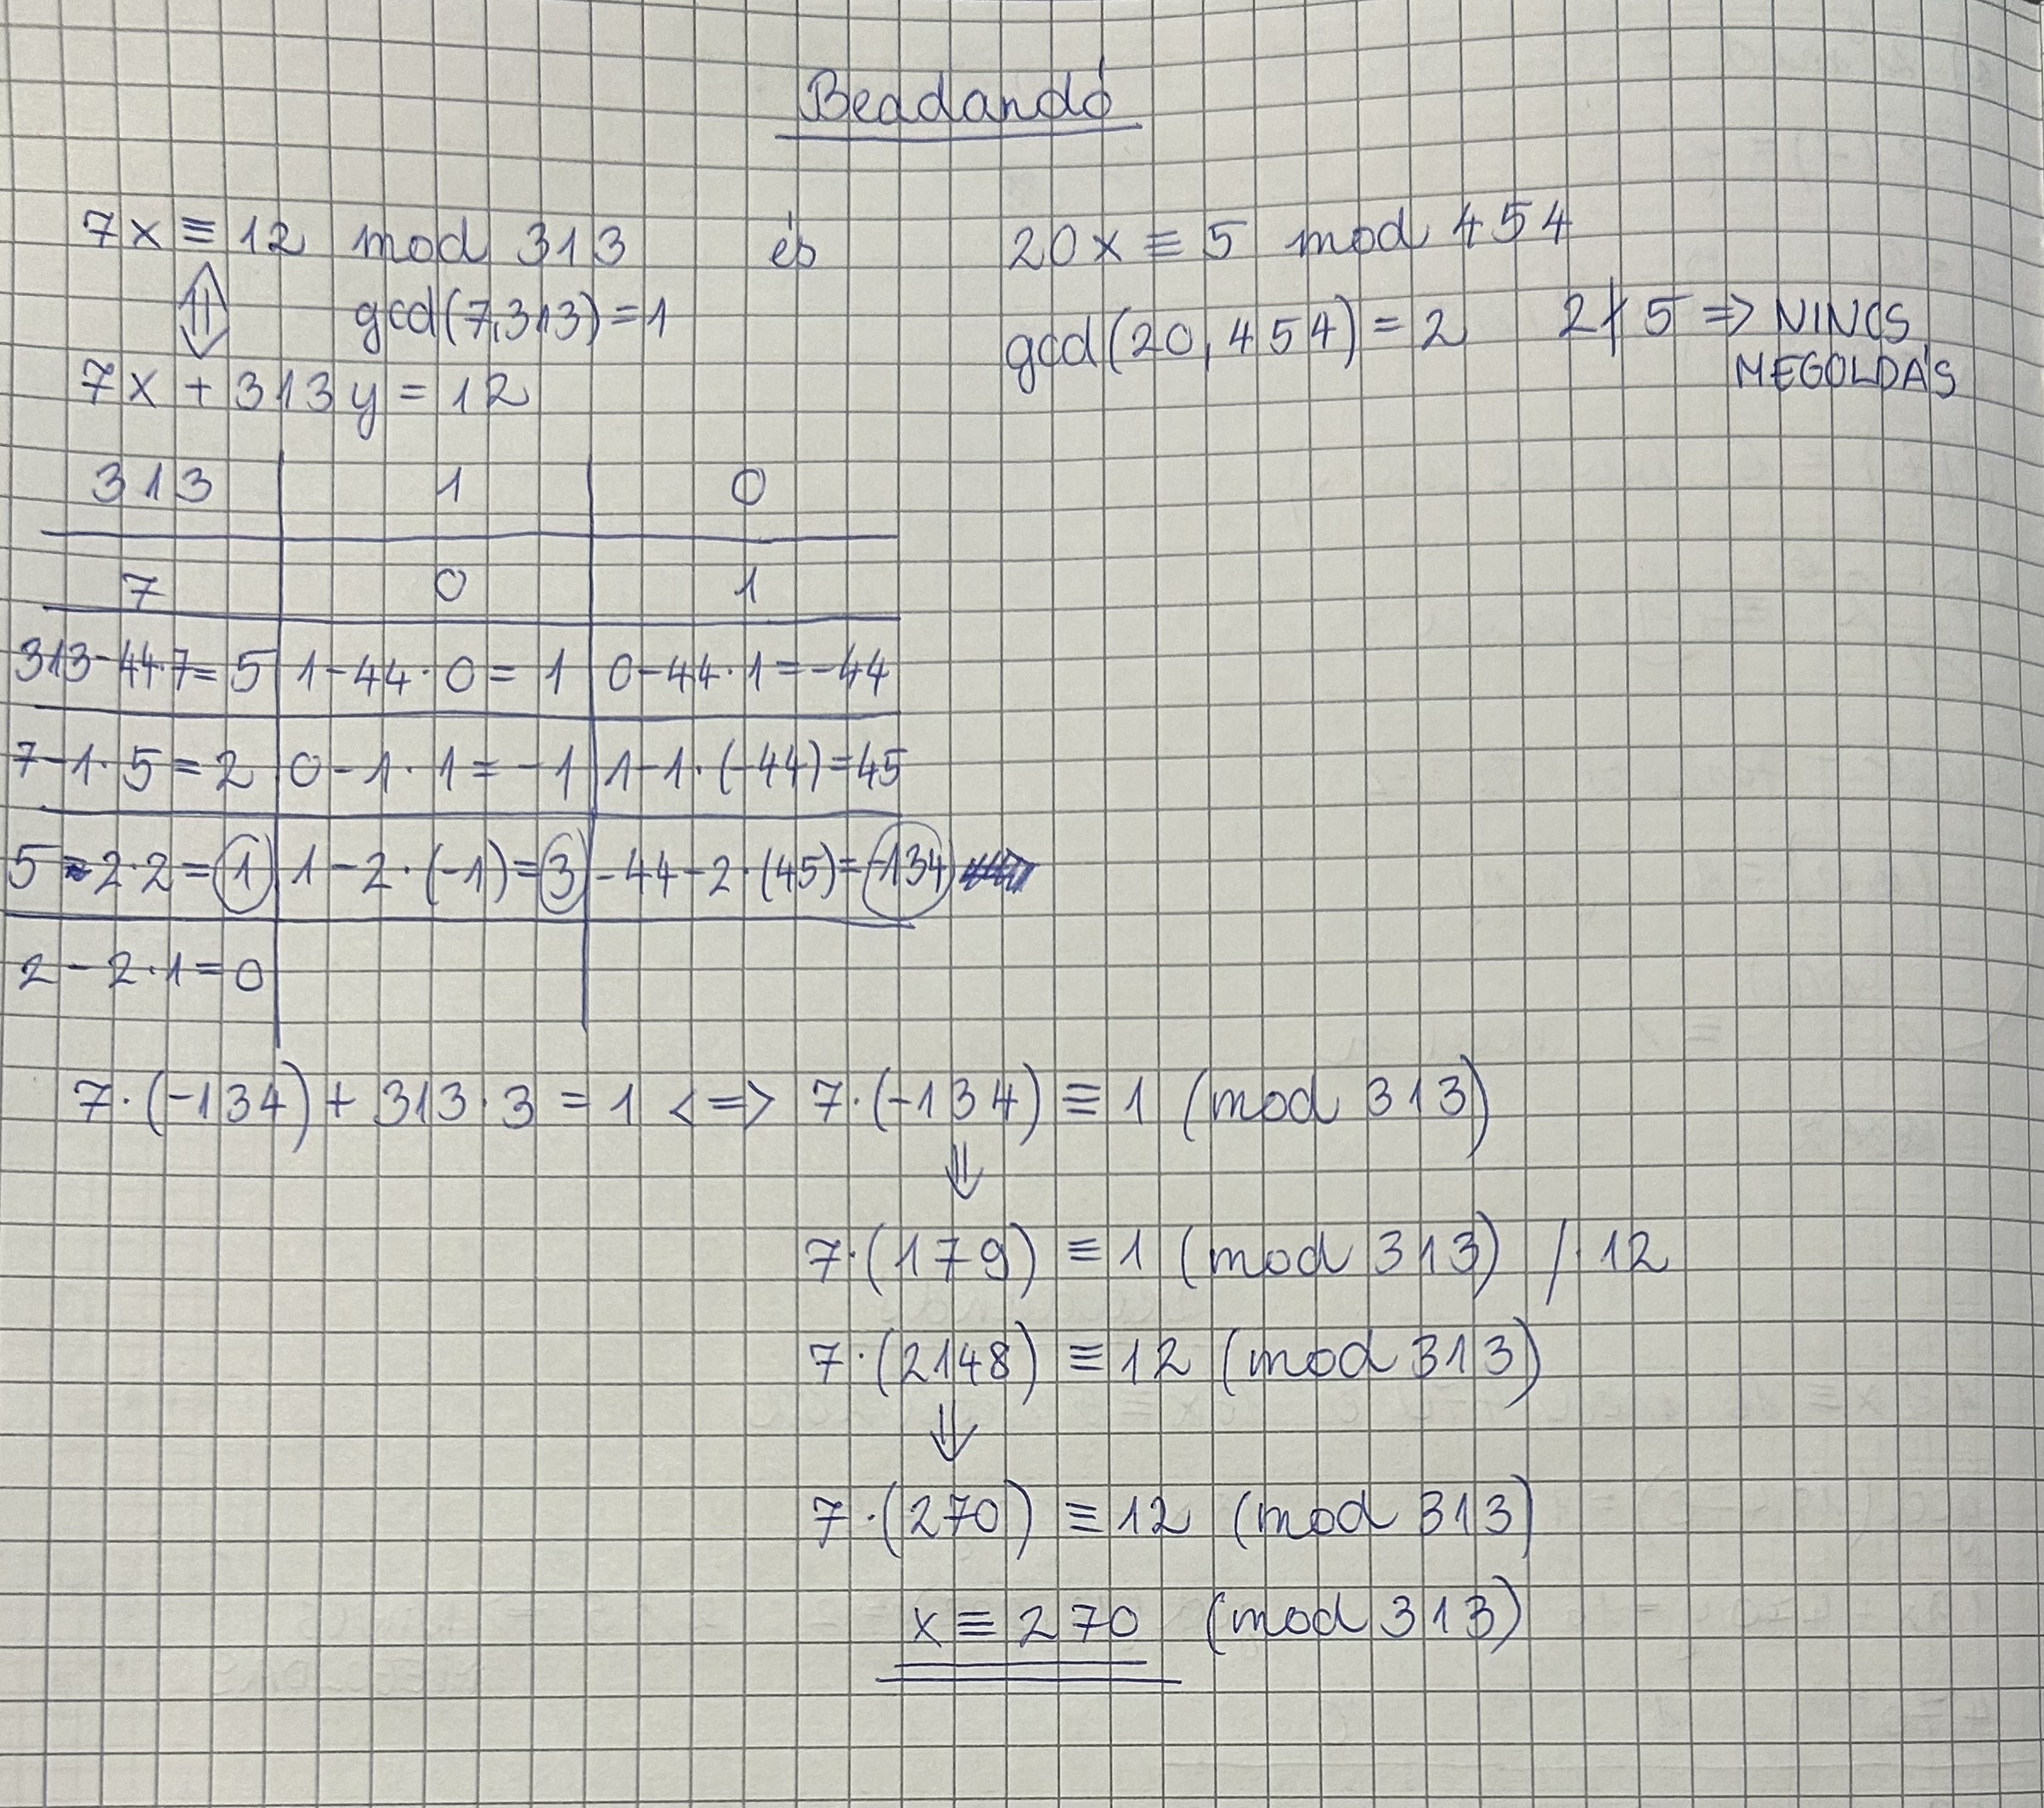 Beadandó
7x ≡ 12 mod 313 és 20x ≡ 5 mod 454
⇕ gcd(7,313)=1 gcd(20,454)=2 2∤5 ⇒ NINCS
MEGOLDÁS
7x + 313y = 12
313 | 1 | 0
7 | 0 | 1
313-44·7=5 | 1-44·0=1 | 0-44·1=-44
7-1·5=2 | 0-1·1=-1 | 1-1·(-44)=45
5-2·2=1 | 1-2·(-1)=3 | -44-2·(45)=-134
2-2·1=0
7·(-134)+313·3=1 <=> 7·(-134)≡1 (mod 313)
⇓
7·(179)≡1 (mod 313) /·12
7·(2148)≡12 (mod 313)
⇓
7·(270)≡12 (mod 313)
x≡270 (mod 313)